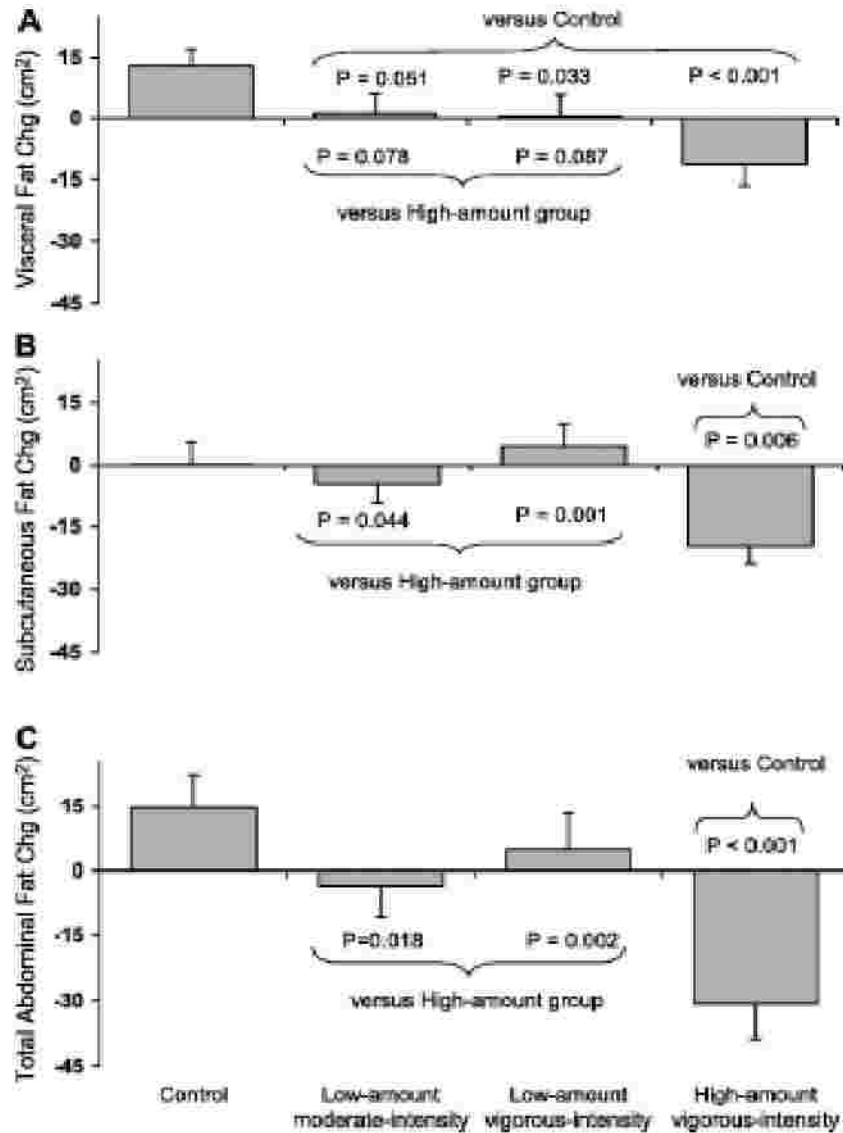 A
versus Control
Visceral Fat Chg (cm²)
15
0
-15
-30
-45
P = 0.051
P = 0.033
P < 0.001
P = 0.078
P = 0.087
versus High-amount group
B
Subcutaneous Fat Chg (cm²)
15
0
-15
-30
-45
versus Control
P = 0.006
P = 0.044
P = 0.001
versus High-amount group
C
Total Abdominal Fat Chg (cm²)
15
0
-15
-30
-45
versus Control
P < 0.001
P=0.018
P = 0.002
versus High-amount group
Control
Low-amount
moderate-intensity
Low-amount
vigorous-intensity
High-amount
vigorous-intensity